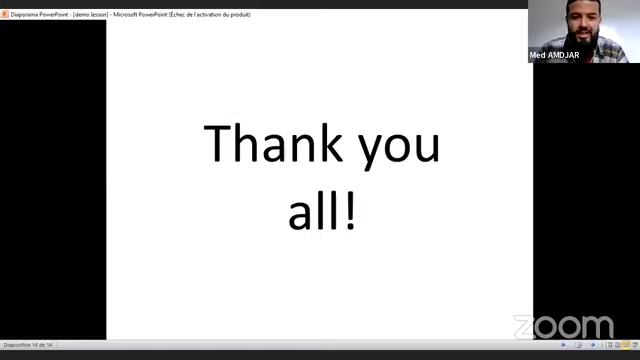 Diaporama PowerPoint - [demo lesson] - Microsoft PowerPoint (Échec de l'activation du produit)
Med AMDJAR
Thank you
all!
zoom
Diapositive 14 de 14